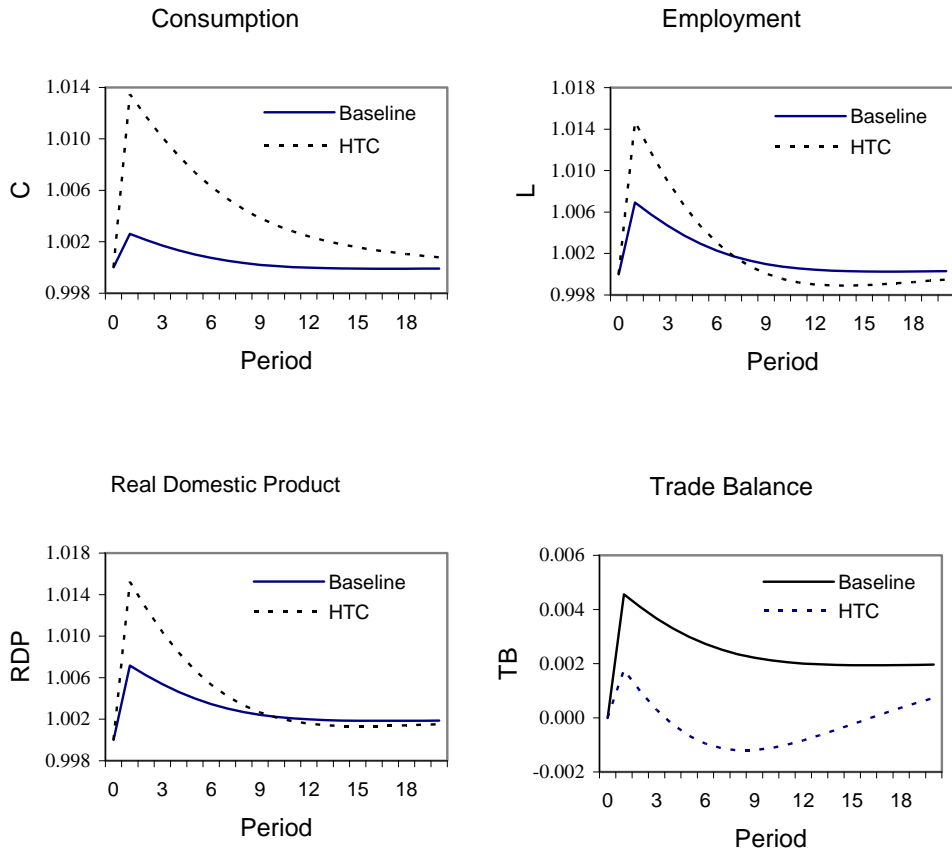 Consumption
1.014
1.010
1.006
1.002
0.998
C
Baseline
HTC
0 3 6 9 12 15 18
Period
Employment
1.018
1.014
1.010
1.006
1.002
0.998
L
Baseline
HTC
0 3 6 9 12 15 18
Period
Real Domestic Product
1.018
1.014
1.010
1.006
1.002
0.998
RDP
Baseline
HTC
0 3 6 9 12 15 18
Period
Trade Balance
0.006
0.004
0.002
0.000
-0.002
TB
Baseline
HTC
0 3 6 9 12 15 18
Period